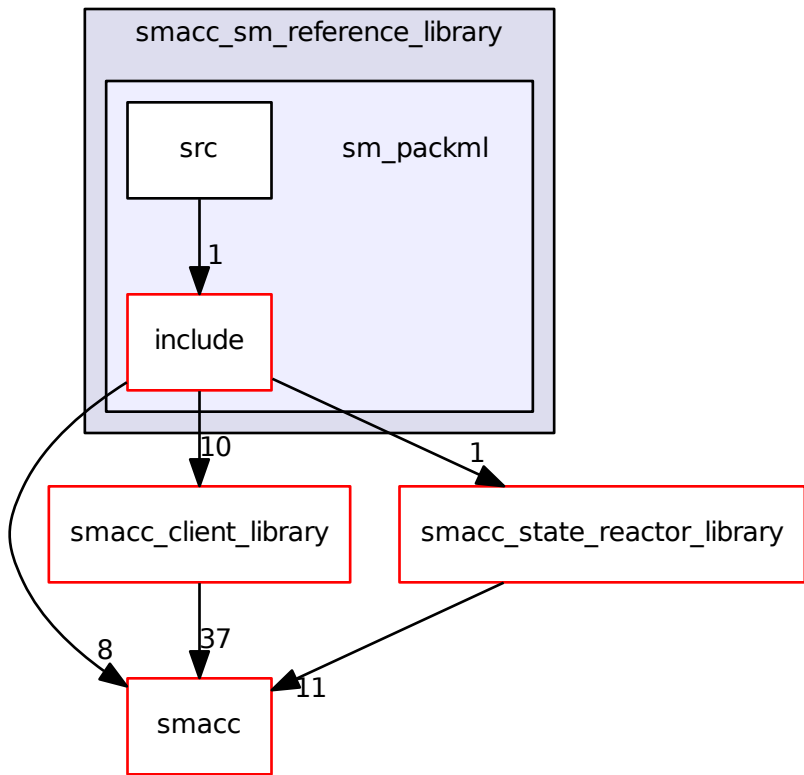 smacc_sm_reference_library
src
sm_packml
1
include
10
1
smacc_client_library
smacc_state_reactor_library
8
37
11
smacc